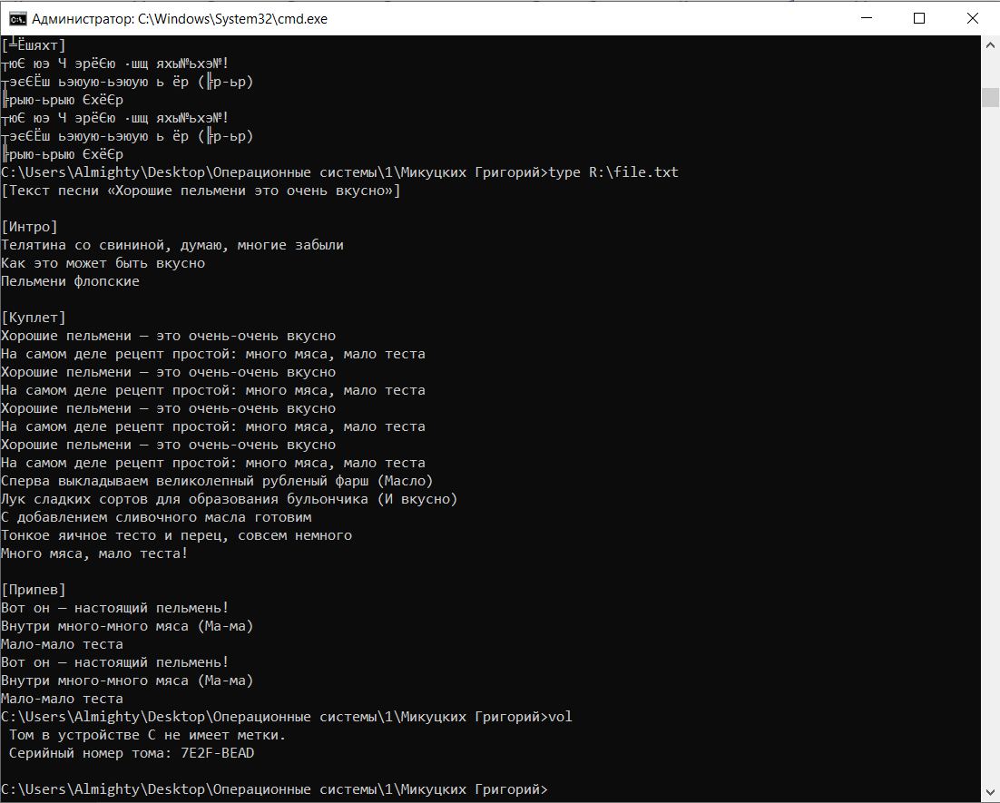 Администратор: C:\Windows\System32\cmd.exe
[╧Ёшяхт]
┬юЄ юэ Ч эрёЄю ∙шщ яхы№ьхэ№!
┬эєЄЁш ьэюую-ьэюую ь ёр (╠р-ьр)
╠рыю-ьрыю ЄхёЄр
┬юЄ юэ Ч эрёЄю ∙шщ яхы№ьхэ№!
┬эєЄЁш ьэюую-ьэюую ь ёр (╠р-ьр)
╠рыю-ьрыю ЄхёЄр
C:\Users\Almighty\Desktop\Операционные системы\1\Микуцких Григорий>type R:\file.txt
[Текст песни «Хорошие пельмени это очень вкусно»]
[Интро]
Телятина со свининой, думаю, многие забыли
Как это может быть вкусно
Пельмени флопские
[Куплет]
Хорошие пельмени — это очень-очень вкусно
На самом деле рецепт простой: много мяса, мало теста
Хорошие пельмени — это очень-очень вкусно
На самом деле рецепт простой: много мяса, мало теста
Хорошие пельмени — это очень-очень вкусно
На самом деле рецепт простой: много мяса, мало теста
Хорошие пельмени — это очень-очень вкусно
На самом деле рецепт простой: много мяса, мало теста
Сперва выкладываем великолепный рубленый фарш (Масло)
Лук сладких сортов для образования бульончика (И вкусно)
С добавлением сливочного масла готовим
Тонкое яичное тесто и перец, совсем немного
Много мяса, мало теста!
[Припев]
Вот он — настоящий пельмень!
Внутри много-много мяса (Ма-ма)
Мало-мало теста
Вот он — настоящий пельмень!
Внутри много-много мяса (Ма-ма)
Мало-мало теста
C:\Users\Almighty\Desktop\Операционные системы\1\Микуцких Григорий>vol
Том в устройстве C не имеет метки.
Серийный номер тома: 7E2F-BEAD
C:\Users\Almighty\Desktop\Операционные системы\1\Микуцких Григорий>